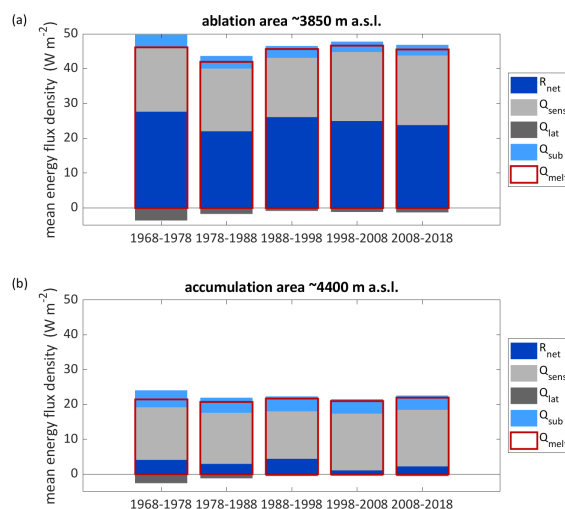 (a)
ablation area ~3850 m a.s.l.
mean energy flux density (W m⁻²)
50
40
30
20
10
0
1968-1978 1978-1988 1988-1998 1998-2008 2008-2018
R_net
Q_sens
Q_lat
Q_sub
Q_melt
(b)
accumulation area ~4400 m a.s.l.
mean energy flux density (W m⁻²)
50
40
30
20
10
0
1968-1978 1978-1988 1988-1998 1998-2008 2008-2018
R_net
Q_sens
Q_lat
Q_sub
Q_melt